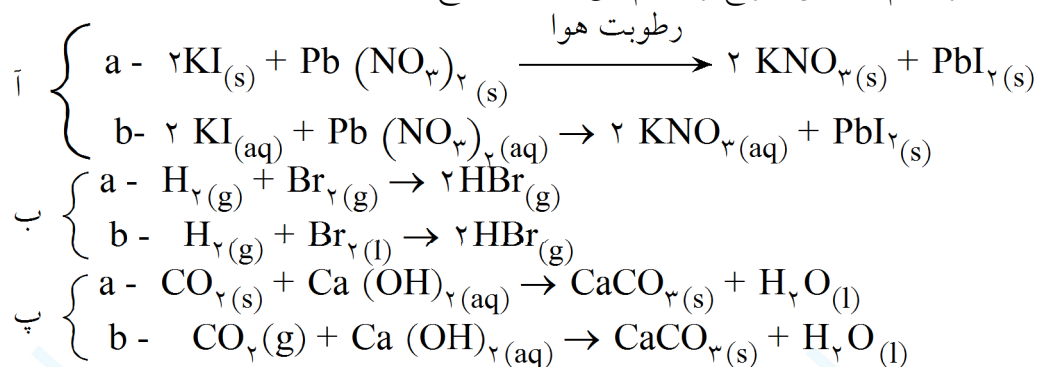 رطوبت هوا
آ
a - ۲KI(s) + Pb (NO۳)۲ (s) ⟶ ۲ KNO۳(s) + PbI۲(s)
b- ۲ KI(aq) + Pb (NO۳)۲(aq) → ۲ KNO۳(aq) + PbI۲(s)
ب
a - H۲(g) + Br۲(g) → ۲HBr(g)
b - H۲(g) + Br۲(l) → ۲HBr(g)
پ
a - CO۲(s) + Ca (OH)۲(aq) → CaCO۳(s) + H۲O(l)
b - CO۲(g) + Ca (OH)۲(aq) → CaCO۳(s) + H۲O(l)